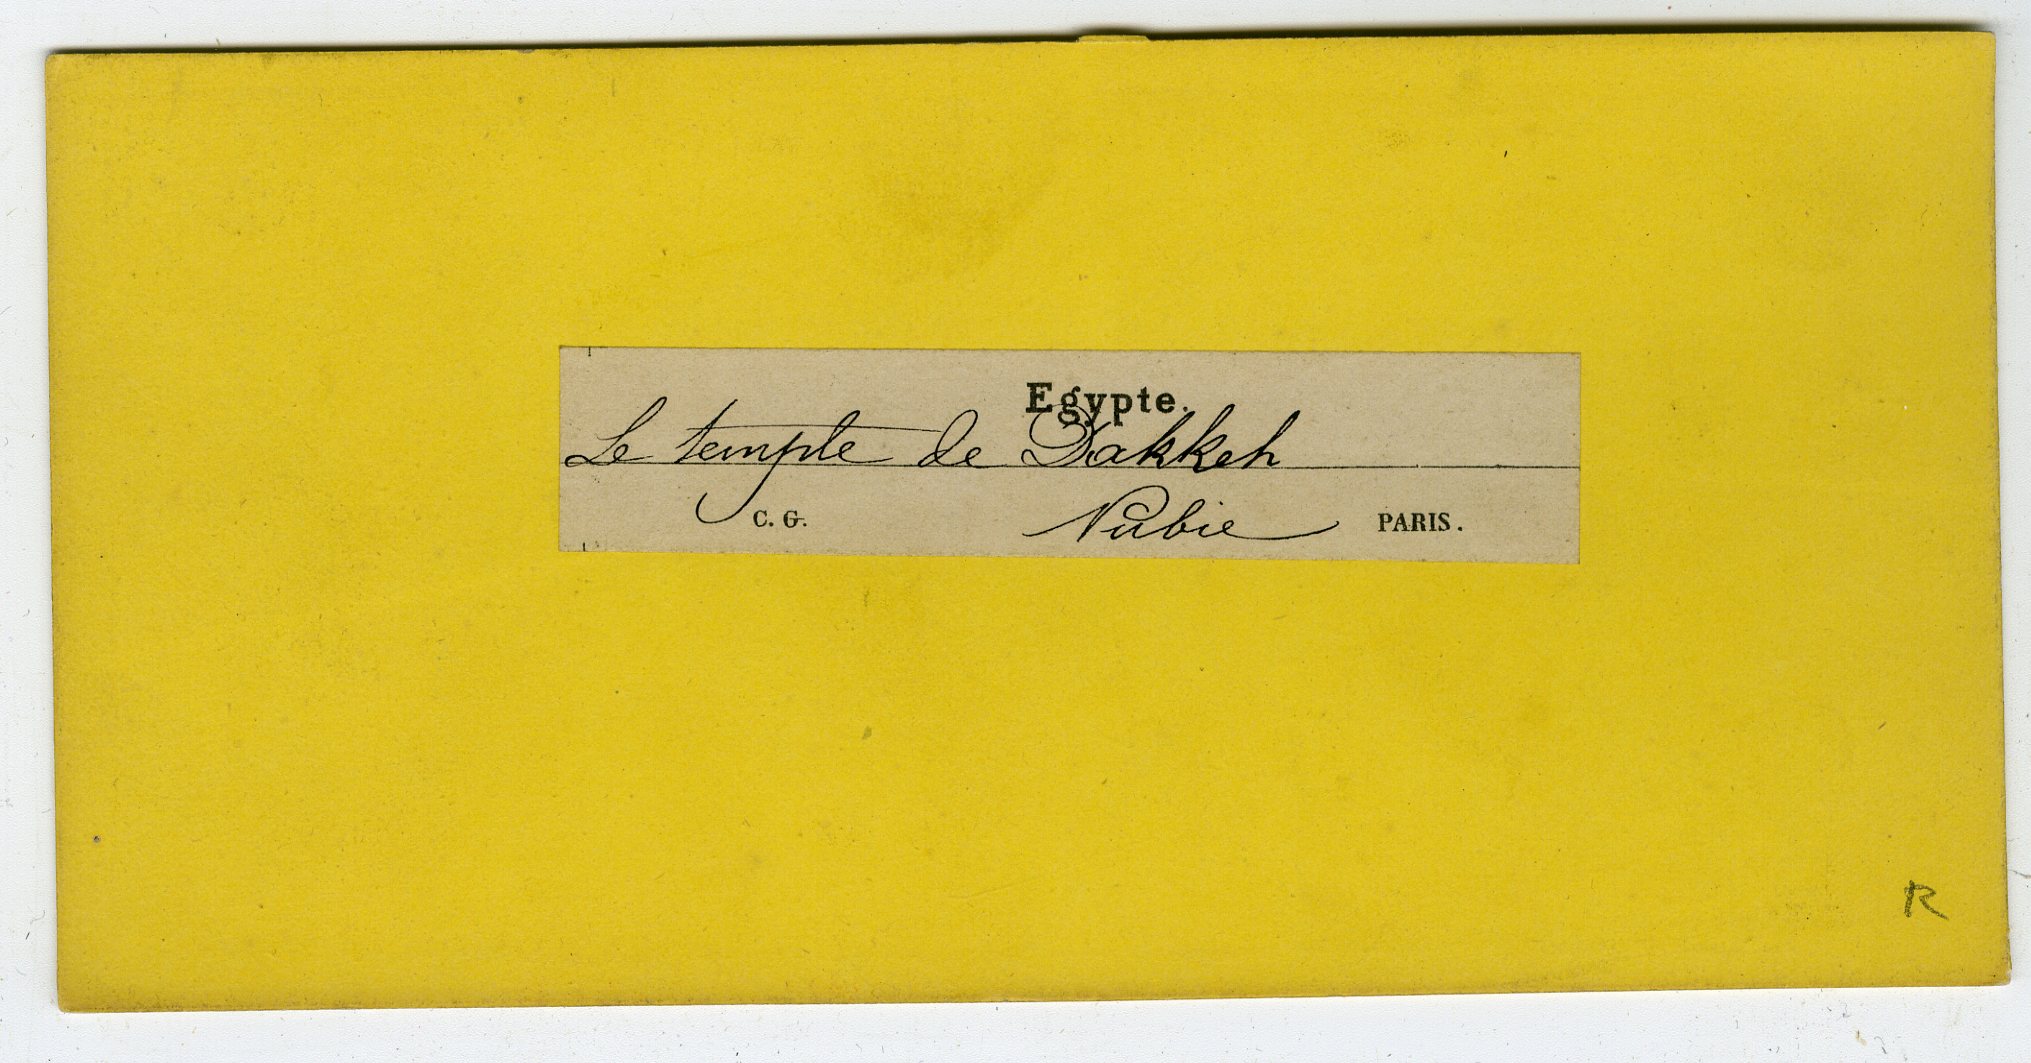 Egypte.
Le temple de Dakkeh
C. G. Nubie PARIS.
R